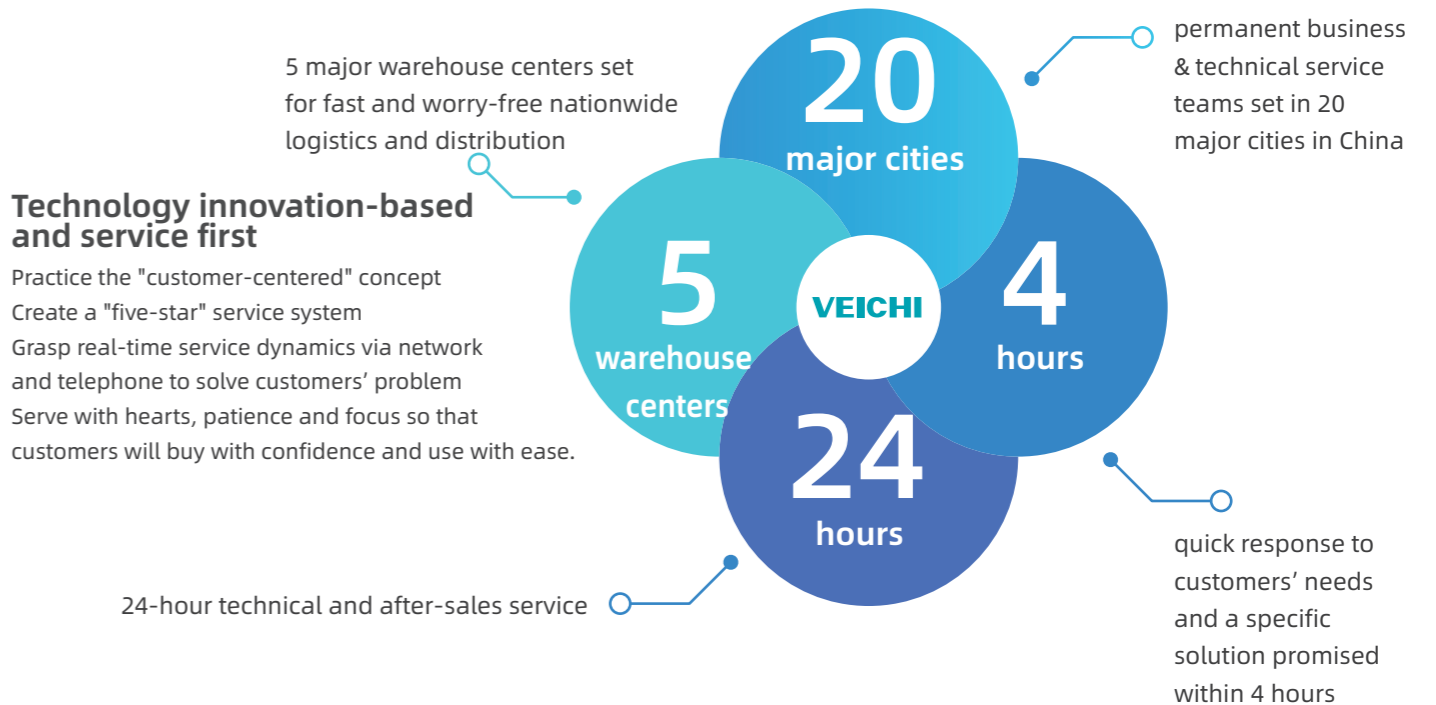 5 major warehouse centers set
for fast and worry-free nationwide
logistics and distribution
Technology innovation-based
and service first
Practice the "customer-centered" concept
Create a "five-star" service system
Grasp real-time service dynamics via network
and telephone to solve customers’ problem
Serve with hearts, patience and focus so that
customers will buy with confidence and use with ease.
20
major cities
permanent business
& technical service
teams set in 20
major cities in China
5
warehouse
centers
VEICHI
4
hours
24
hours
24-hour technical and after-sales service
quick response to
customers’ needs
and a specific
solution promised
within 4 hours